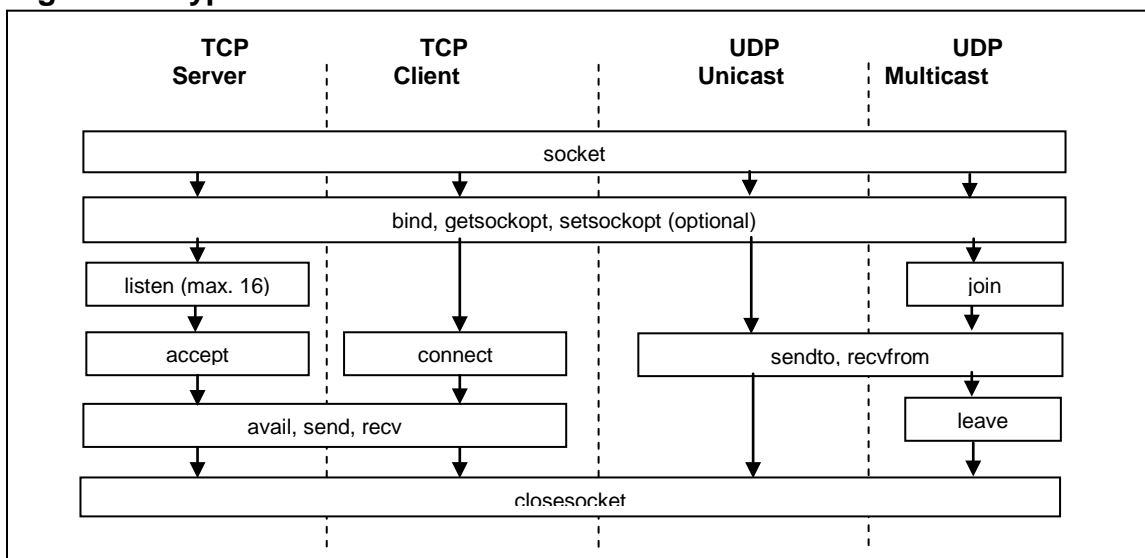 TCP Server
TCP Client
UDP Unicast
UDP Multicast
socket
bind, getsockopt, setsockopt (optional)
listen (max. 16)
join
accept
connect
sendto, recvfrom
avail, send, recv
leave
closesocket